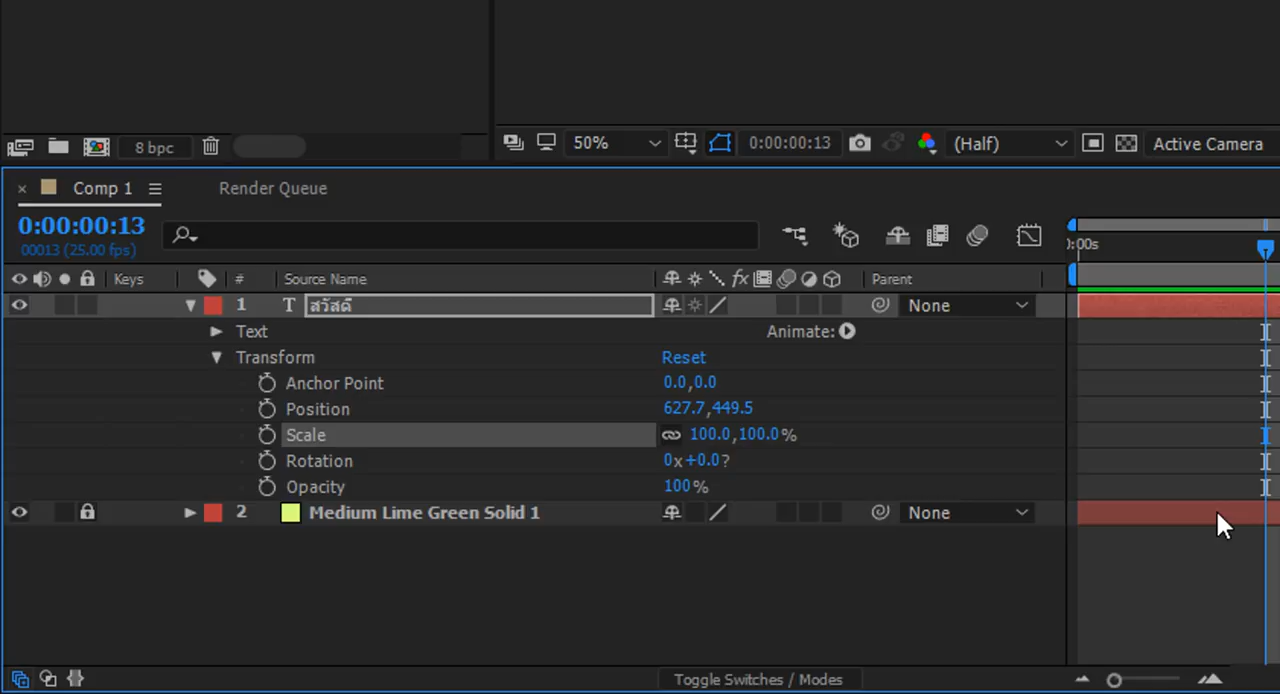 8 bpc 50% 0:00:00:13 (Half) Active Camera
× Comp 1 Render Queue
0:00:00:13
00013 (25.00 fps)
0:00s
Keys # Source Name fx Parent
1 T สวัสดี None
Text Animate:
Transform Reset
Anchor Point 0.0,0.0
Position 627.7,449.5
Scale 100.0,100.0%
Rotation 0x+0.0?
Opacity 100%
2 Medium Lime Green Solid 1 None
Toggle Switches / Modes